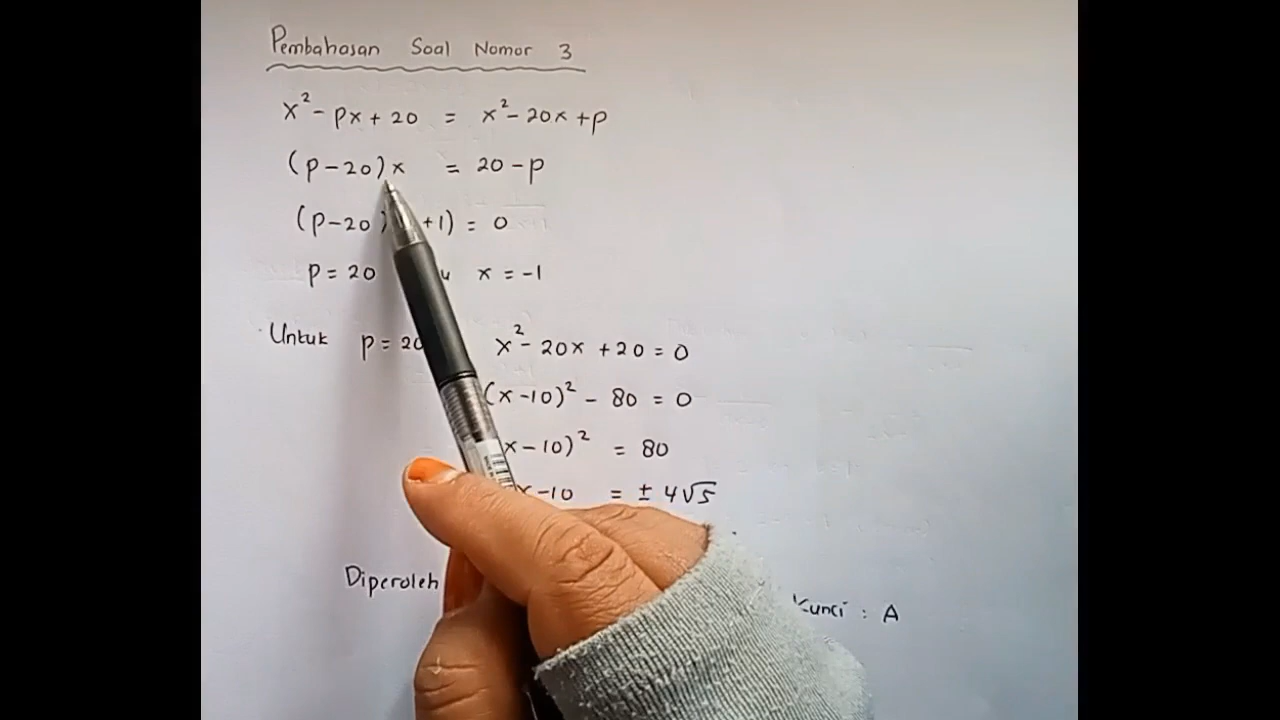 Pembahasan Soal Nomor 3
x² - px + 20 = x² - 20x + p
(p - 20)x = 20 - p
(p - 20) +1) = 0
p = 20 x = -1
Untuk p = 20 x² - 20x + 20 = 0
(x - 10)² - 80 = 0
x - 10)² = 80
x - 10 = ± 4√5
Diperoleh
Kunci : A